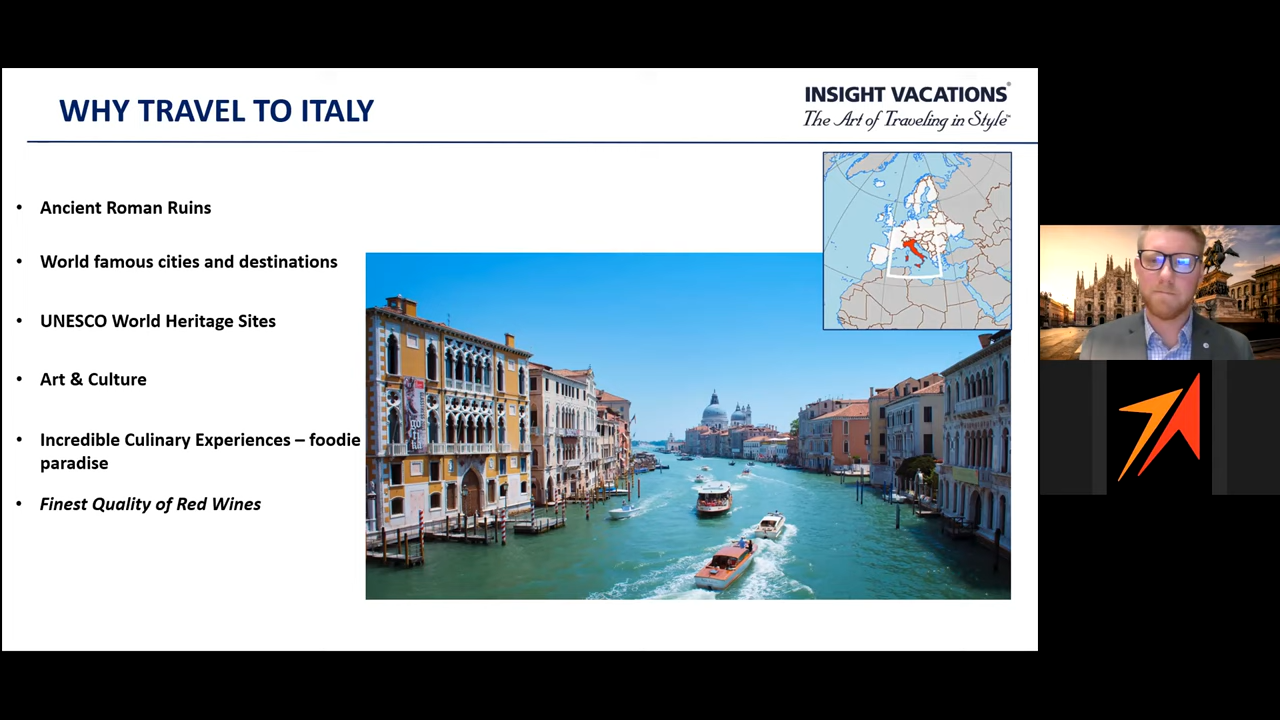 WHY TRAVEL TO ITALY
INSIGHT VACATIONS®
The Art of Traveling in Style™
• Ancient Roman Ruins
• World famous cities and destinations
• UNESCO World Heritage Sites
• Art & Culture
• Incredible Culinary Experiences – foodie
paradise
• Finest Quality of Red Wines